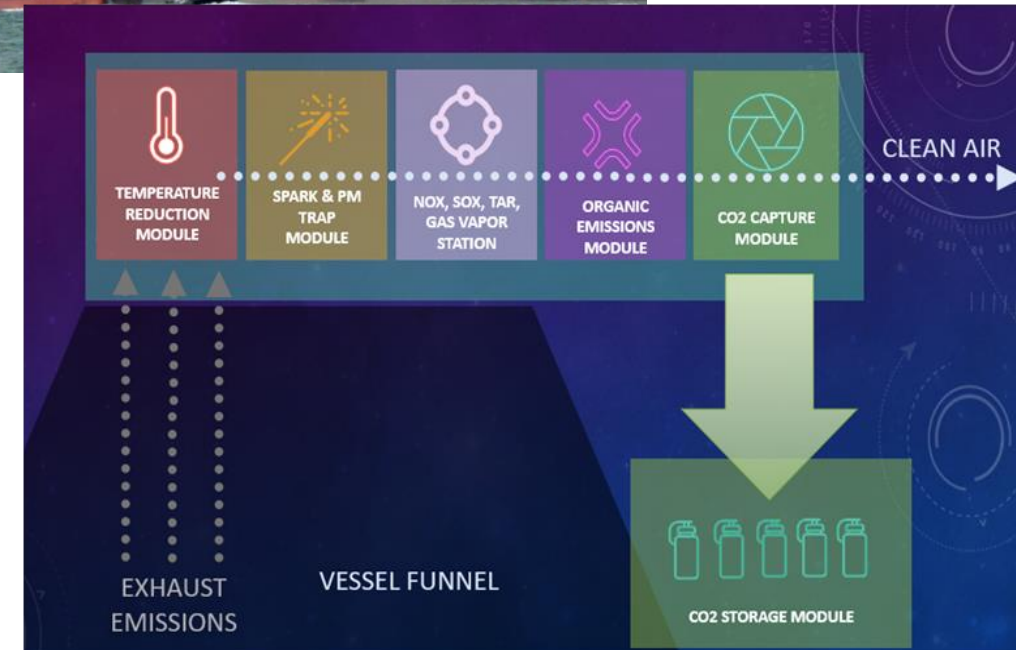 TEMPERATURE
REDUCTION
MODULE
SPARK & PM
TRAP
MODULE
NOX, SOX, TAR,
GAS VAPOR
STATION
ORGANIC
EMISSIONS
MODULE
CO2 CAPTURE
MODULE
CLEAN AIR
EXHAUST
EMISSIONS
VESSEL FUNNEL
CO2 STORAGE MODULE